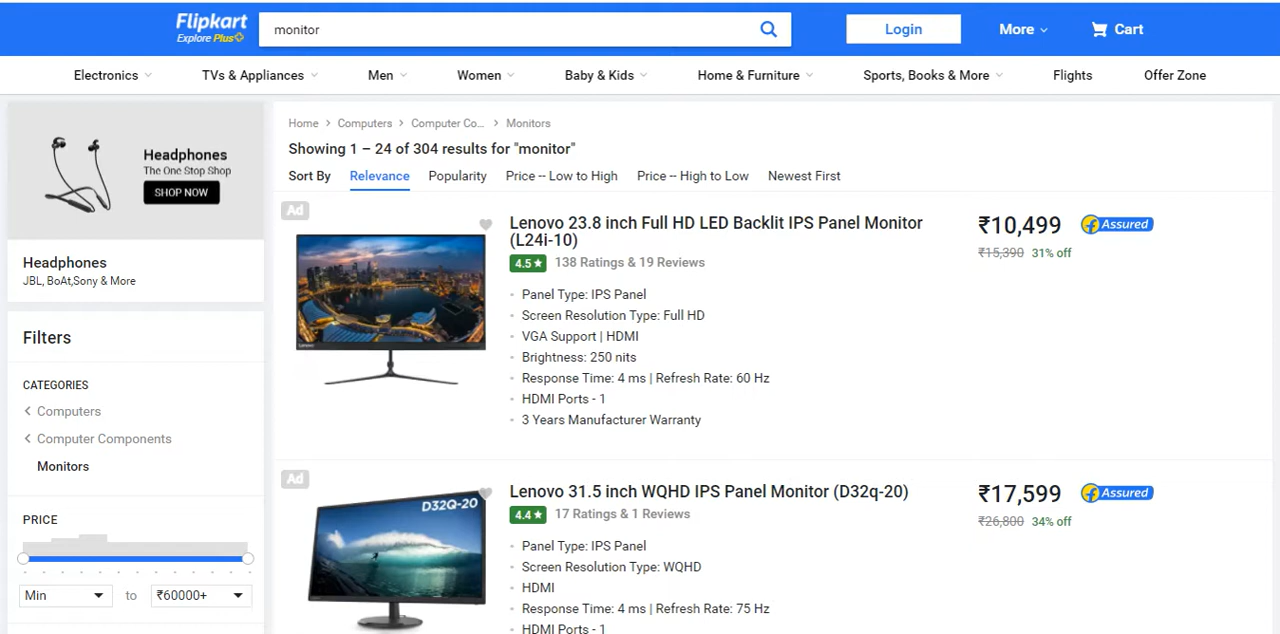 Flipkart
Explore Plus
monitor
Login
More
Cart
Electronics
TVs & Appliances
Men
Women
Baby & Kids
Home & Furniture
Sports, Books & More
Flights
Offer Zone
Headphones
The One Stop Shop
SHOP NOW
Headphones
JBL, BoAt,Sony & More
Filters
CATEGORIES
Computers
Computer Components
Monitors
PRICE
Min
to
₹60000+
Home > Computers > Computer Co... > Monitors
Showing 1 – 24 of 304 results for "monitor"
Sort By Relevance Popularity Price -- Low to High Price -- High to Low Newest First
Ad
Lenovo
Lenovo 23.8 inch Full HD LED Backlit IPS Panel Monitor
(L24i-10)
4.5★ 138 Ratings & 19 Reviews
Panel Type: IPS Panel
Screen Resolution Type: Full HD
VGA Support | HDMI
Brightness: 250 nits
Response Time: 4 ms | Refresh Rate: 60 Hz
HDMI Ports - 1
3 Years Manufacturer Warranty
₹10,499
Assured
₹15,390 31% off
Ad
D32Q-20
Lenovo 31.5 inch WQHD IPS Panel Monitor (D32q-20)
4.4★ 17 Ratings & 1 Reviews
Panel Type: IPS Panel
Screen Resolution Type: WQHD
HDMI
Response Time: 4 ms | Refresh Rate: 75 Hz
HDMI Ports - 1
₹17,599
Assured
₹26,800 34% off